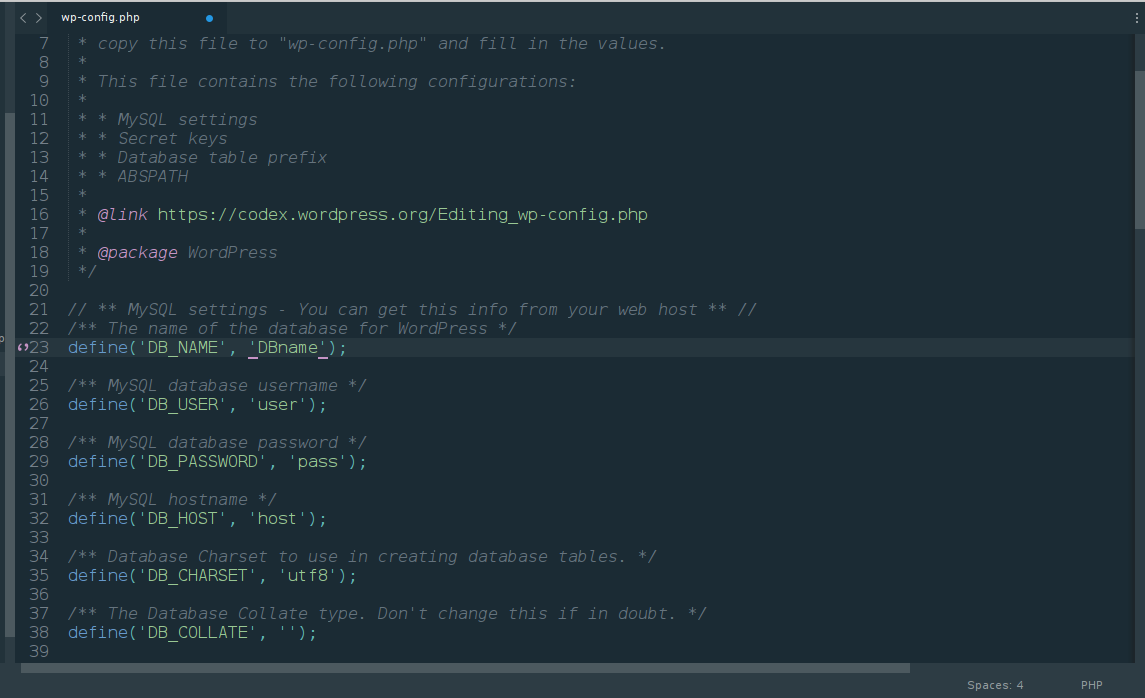 wp-config.php
7 * copy this file to "wp-config.php" and fill in the values.
8 *
9 * This file contains the following configurations:
10 *
11 * * MySQL settings
12 * * Secret keys
13 * * Database table prefix
14 * * ABSPATH
15 *
16 * @link https://codex.wordpress.org/Editing_wp-config.php
17 *
18 * @package WordPress
19 */
20
21 // ** MySQL settings - You can get this info from your web host ** //
22 /** The name of the database for WordPress */
23 define('DB_NAME', 'DBname');
24
25 /** MySQL database username */
26 define('DB_USER', 'user');
27
28 /** MySQL database password */
29 define('DB_PASSWORD', 'pass');
30
31 /** MySQL hostname */
32 define('DB_HOST', 'host');
33
34 /** Database Charset to use in creating database tables. */
35 define('DB_CHARSET', 'utf8');
36
37 /** The Database Collate type. Don't change this if in doubt. */
38 define('DB_COLLATE', '');
39
Spaces: 4 PHP